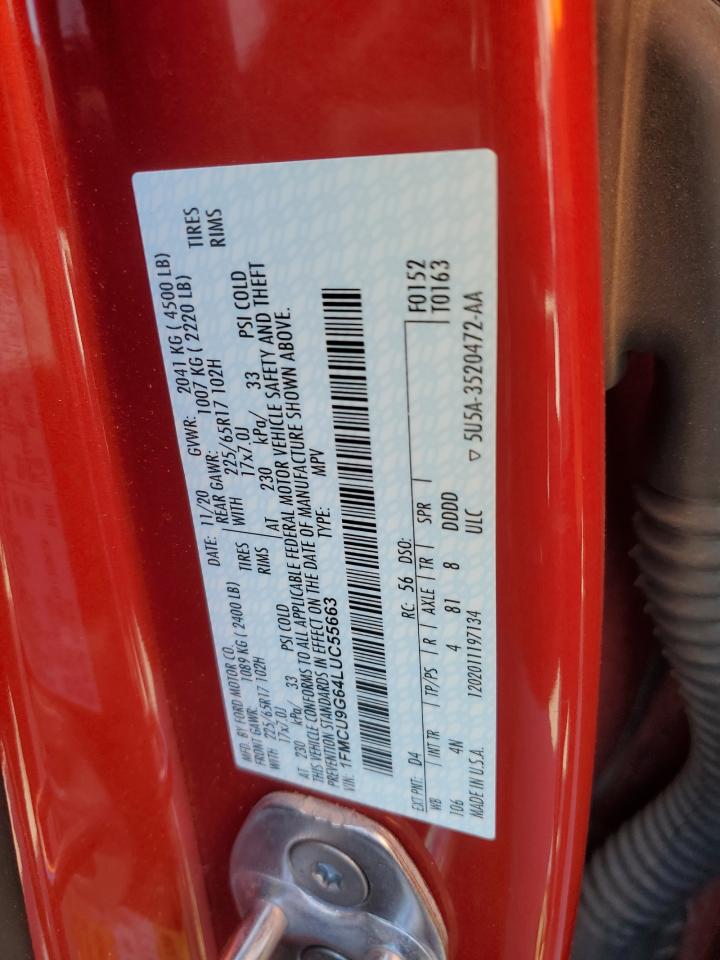 MFD. BY FORD MOTOR CO. DATE: 11/20 GVWR: 2041 KG ( 4500 LB)
FRONT GAWR: 1089 KG ( 2400 LB) REAR GAWR: 1007 KG ( 2220 LB)
WITH 225/65R17 102H TIRES WITH 225/65R17 102H TIRES
17x7.0J RIMS 17x7.0J RIMS
AT 230 kPa/ 33 PSI COLD AT 230 kPa/ 33 PSI COLD
THIS VEHICLE CONFORMS TO ALL APPLICABLE FEDERAL MOTOR VEHICLE SAFETY AND THEFT
PREVENTION STANDARDS IN EFFECT ON THE DATE OF MANUFACTURE SHOWN ABOVE.
VIN: 1FMCU9G64LUC55663 TYPE: MPV
EXT PNT: D4 RC: 56 DSO: F0152
WB INT TR TP/PS R AXLE TR SPR T0163
106 4N 4 81 8 DDDD
MADE IN U.S.A. 1202011197134 ULC ▽ 5U5A-3520472-AA